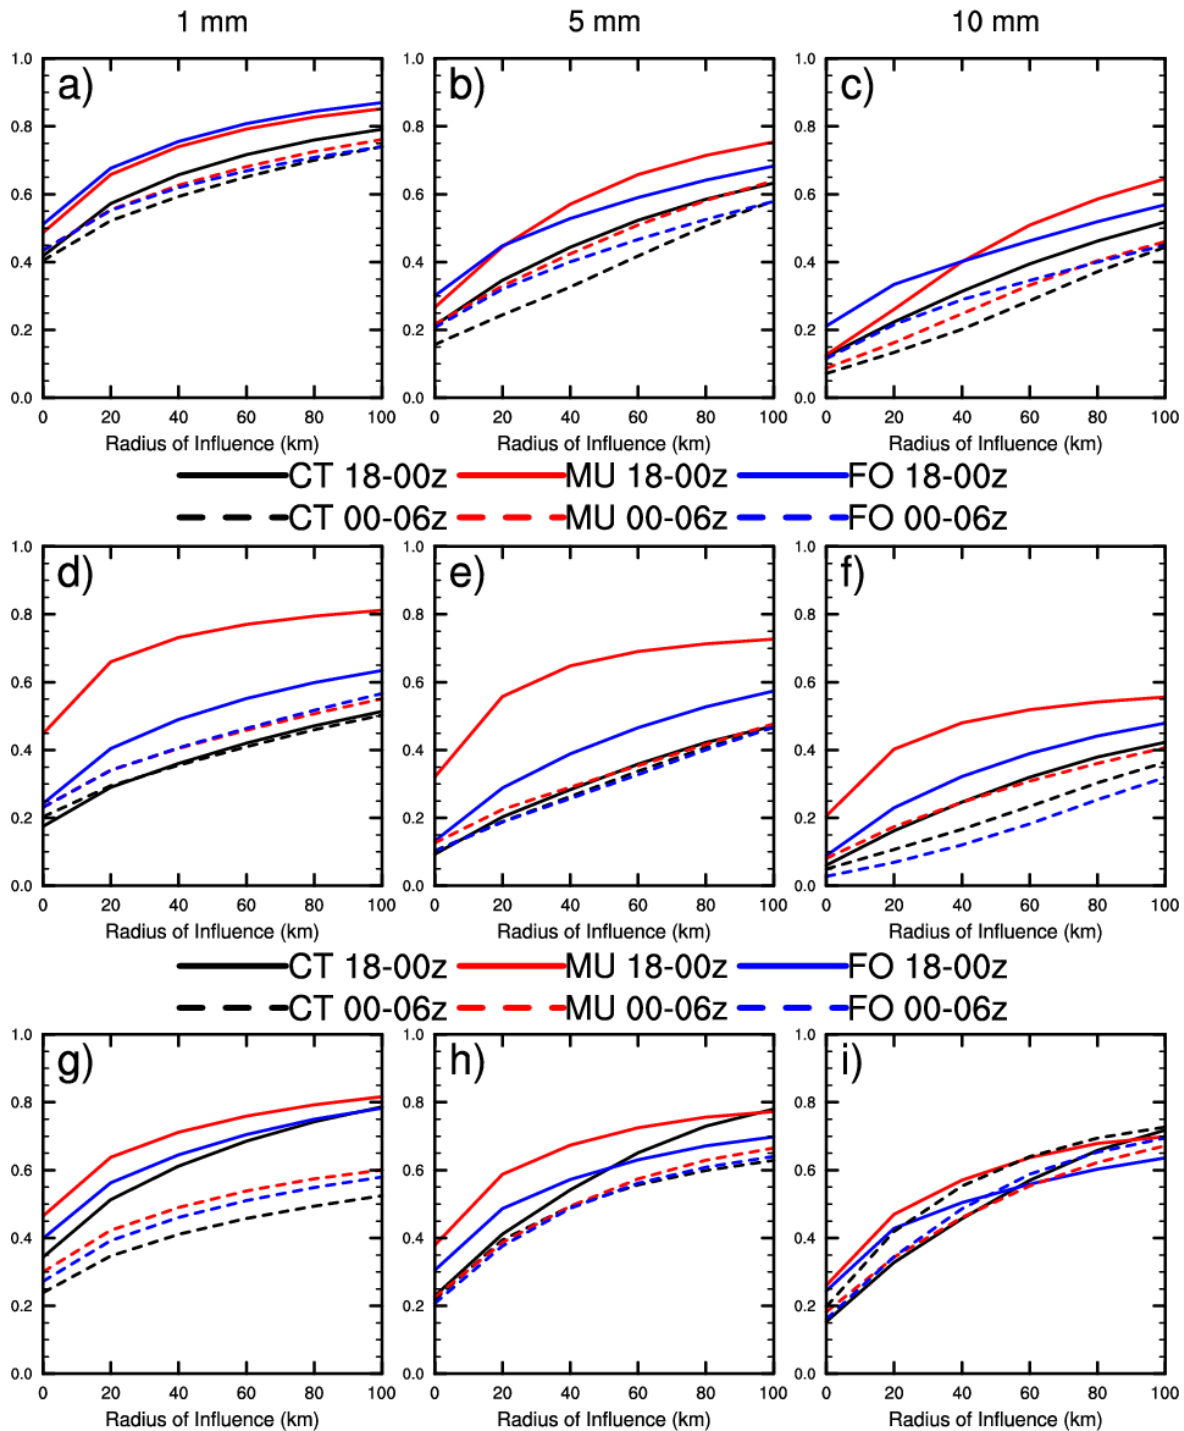 1 mm 5 mm 10 mm
a) b) c)
1.0 1.0 1.0
0.8 0.8 0.8
0.6 0.6 0.6
0.4 0.4 0.4
0.2 0.2 0.2
0.0 0.0 0.0
0 20 40 60 80 100 0 20 40 60 80 100 0 20 40 60 80 100
Radius of Influence (km) Radius of Influence (km) Radius of Influence (km)
CT 18-00z MU 18-00z FO 18-00z
CT 00-06z MU 00-06z FO 00-06z
d) e) f)
1.0 1.0 1.0
0.8 0.8 0.8
0.6 0.6 0.6
0.4 0.4 0.4
0.2 0.2 0.2
0.0 0.0 0.0
0 20 40 60 80 100 0 20 40 60 80 100 0 20 40 60 80 100
Radius of Influence (km) Radius of Influence (km) Radius of Influence (km)
CT 18-00z MU 18-00z FO 18-00z
CT 00-06z MU 00-06z FO 00-06z
g) h) i)
1.0 1.0 1.0
0.8 0.8 0.8
0.6 0.6 0.6
0.4 0.4 0.4
0.2 0.2 0.2
0.0 0.0 0.0
0 20 40 60 80 100 0 20 40 60 80 100 0 20 40 60 80 100
Radius of Influence (km) Radius of Influence (km) Radius of Influence (km)